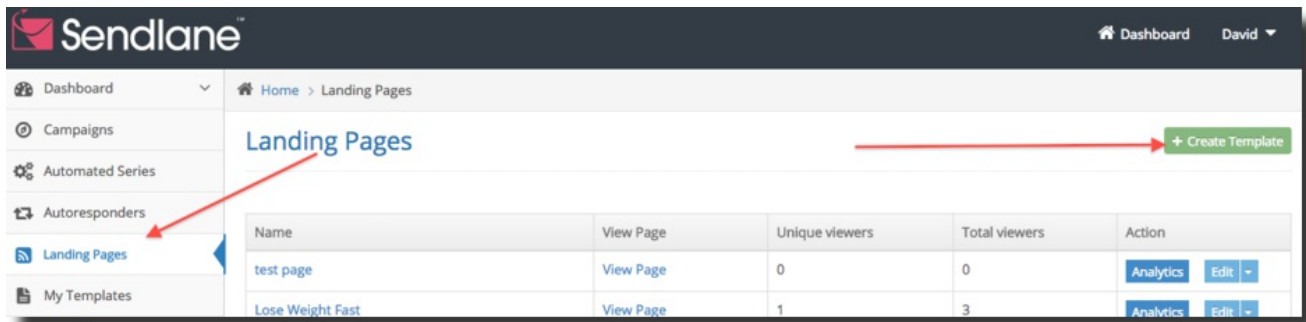 Sendlane™
Dashboard David
Dashboard
Home > Landing Pages
Campaigns
Landing Pages
+ Create Template
Automated Series
Autoresponders
Name View Page Unique viewers Total viewers Action
Landing Pages
test page View Page 0 0 Analytics Edit
My Templates
Lose Weight Fast View Page 1 3 Analytics Edit